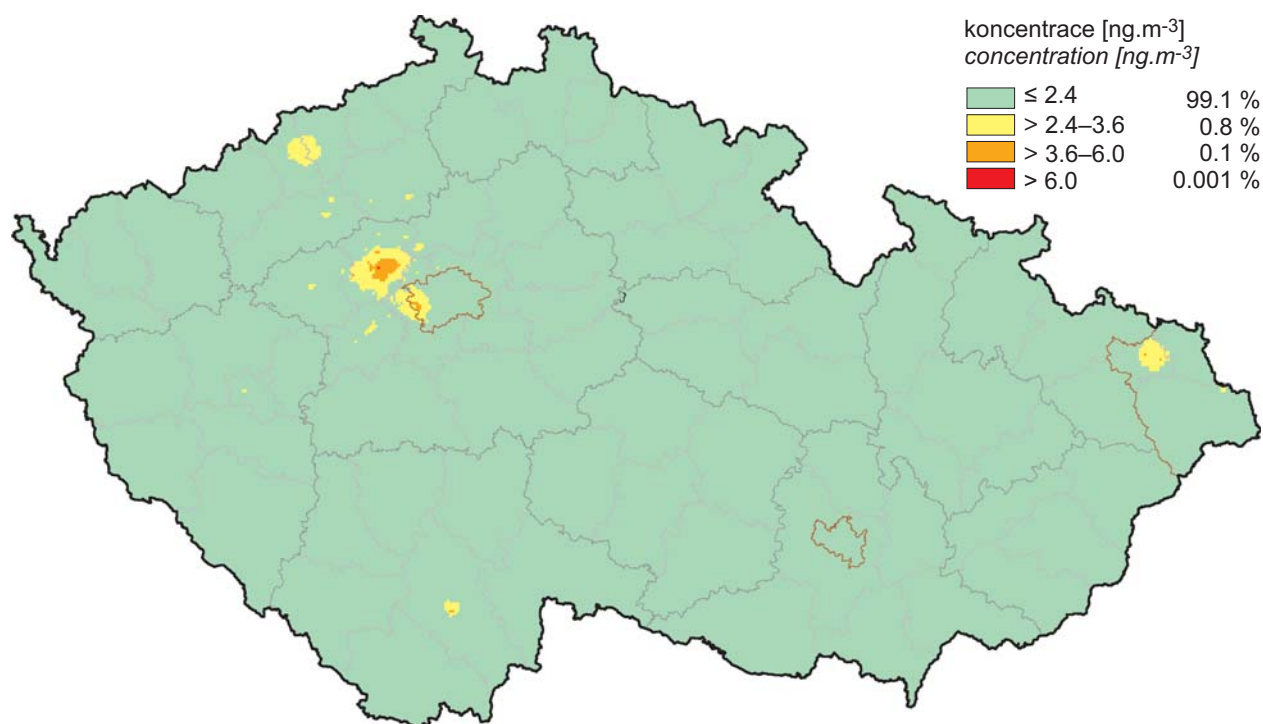 koncentrace [ng.m-3]
concentration [ng.m-3]
≤ 2.4 99.1 %
> 2.4–3.6 0.8 %
> 3.6–6.0 0.1 %
> 6.0 0.001 %